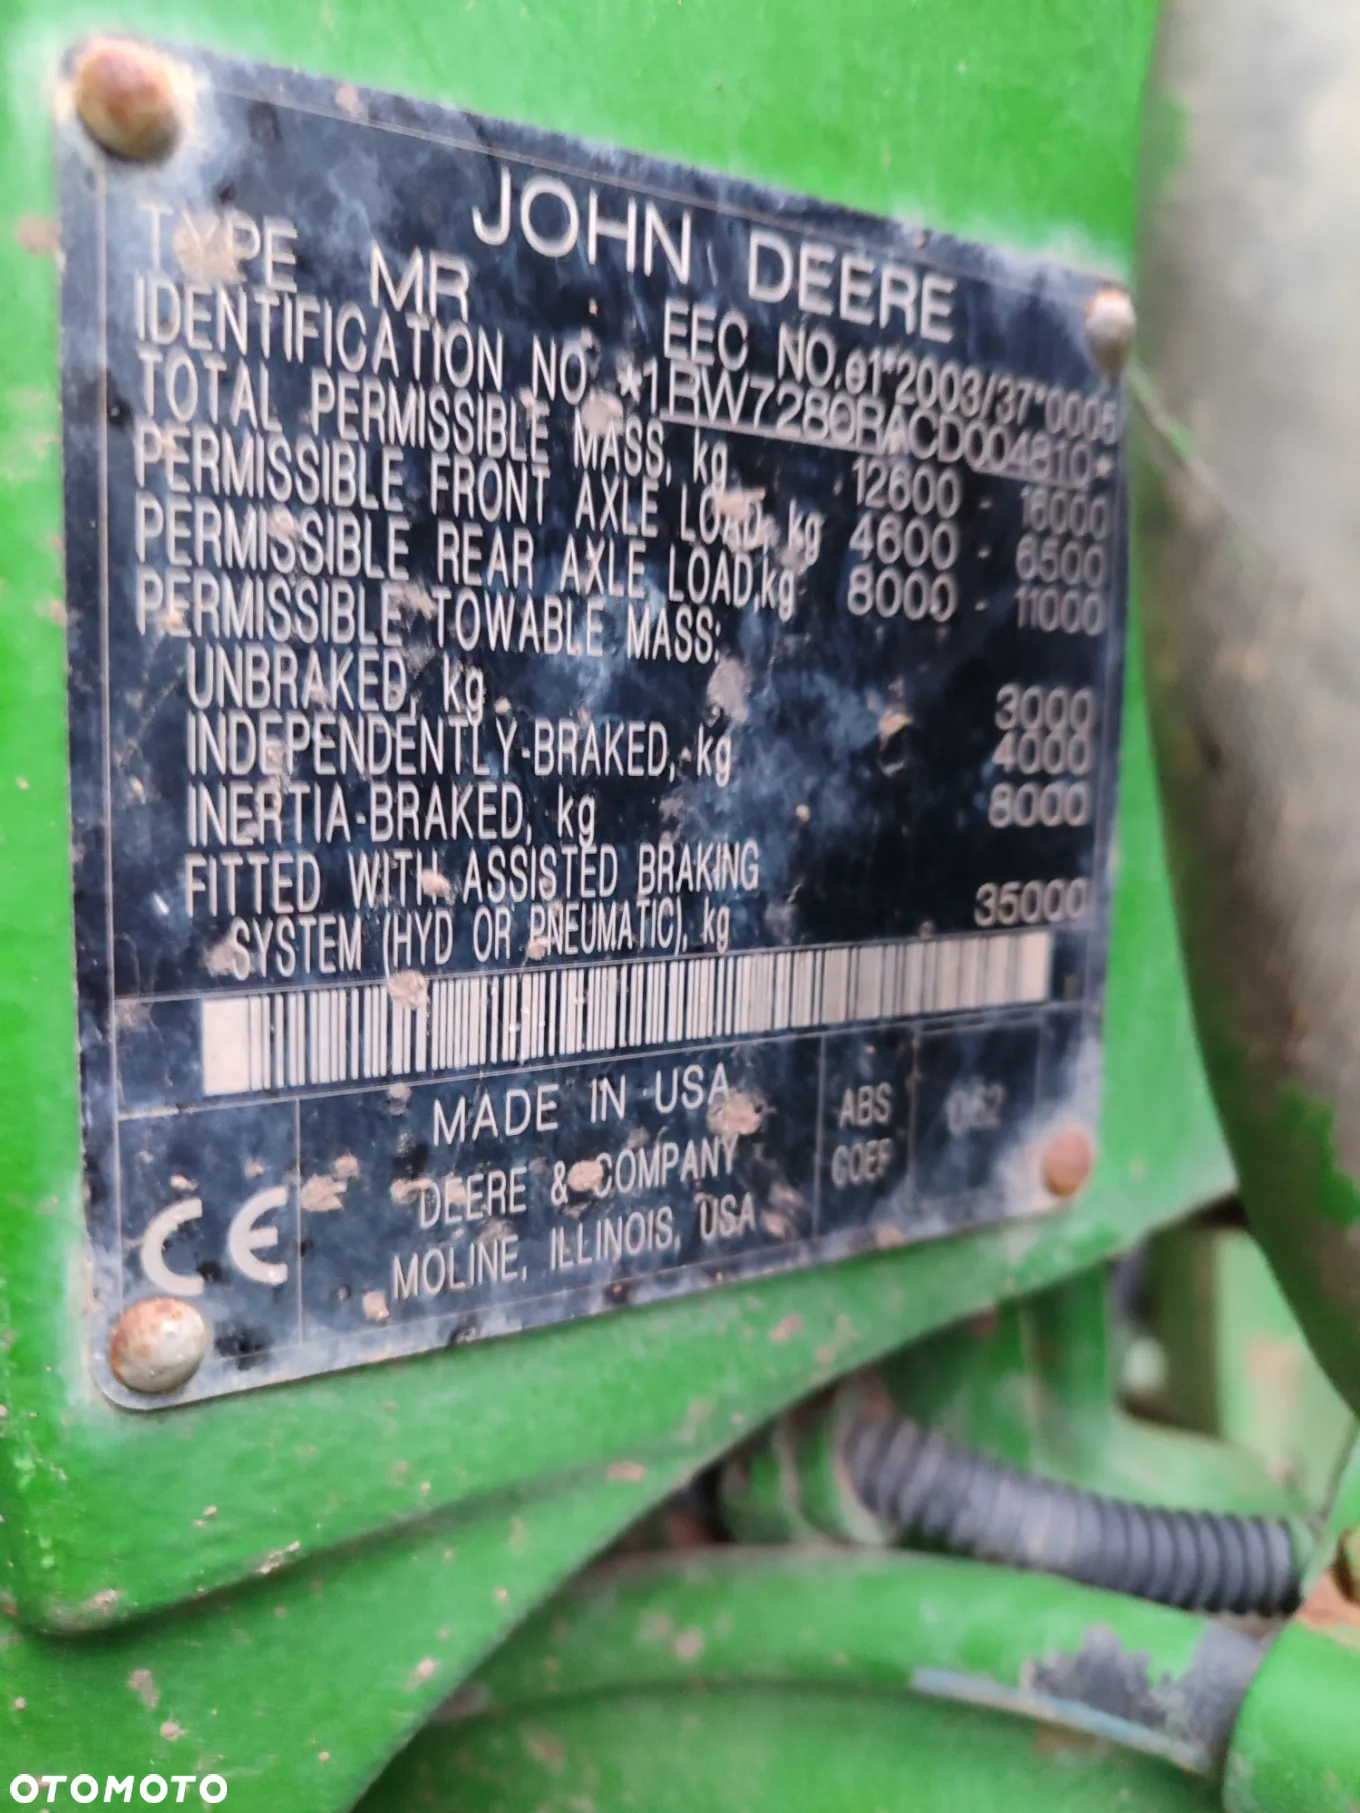 JOHN DEERE
TYPE MR EEC NO.e1*2003/37*0005
IDENTIFICATION NO. *1RW7280RACD004810*
TOTAL PERMISSIBLE MASS, kg 12600 - 16000
PERMISSIBLE FRONT AXLE LOAD, kg 4600 - 6500
PERMISSIBLE REAR AXLE LOAD,kg 8000 - 11000
PERMISSIBLE TOWABLE MASS:
UNBRAKED, kg 3000
INDEPENDENTLY-BRAKED, kg 4000
INERTIA-BRAKED, kg 8000
FITTED WITH ASSISTED BRAKING
SYSTEM (HYD OR PNEUMATIC), kg 35000
MADE IN USA
DEERE & COMPANY
MOLINE, ILLINOIS, USA
ABS
COEF
CE
OTOMOTO